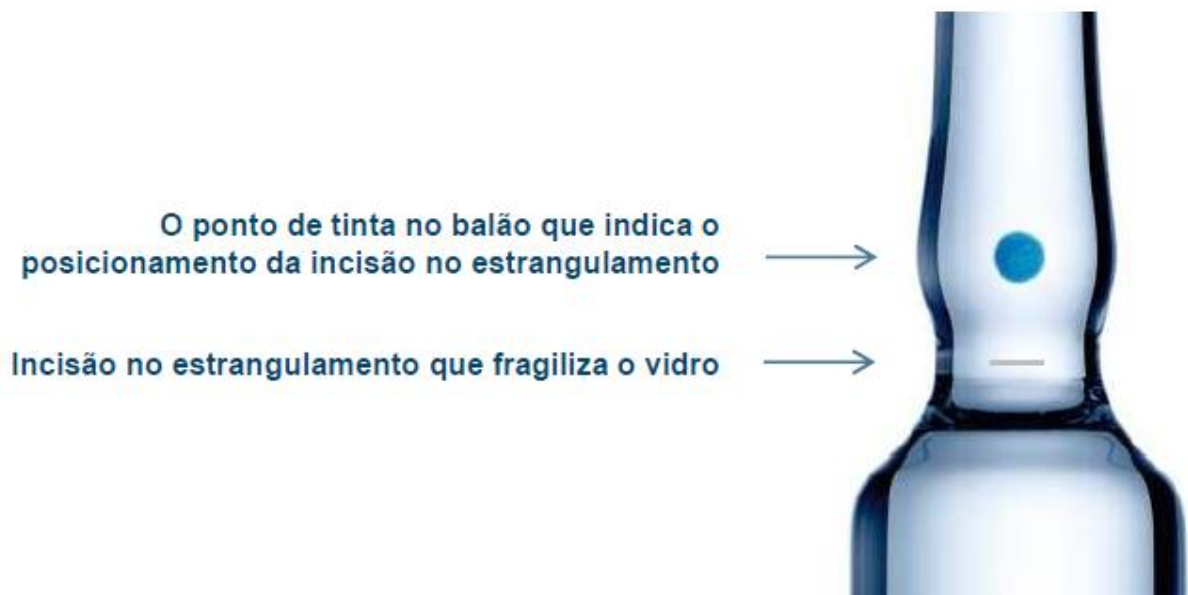 O ponto de tinta no balão que indica o
posicionamento da incisão no estrangulamento
Incisão no estrangulamento que fragiliza o vidro